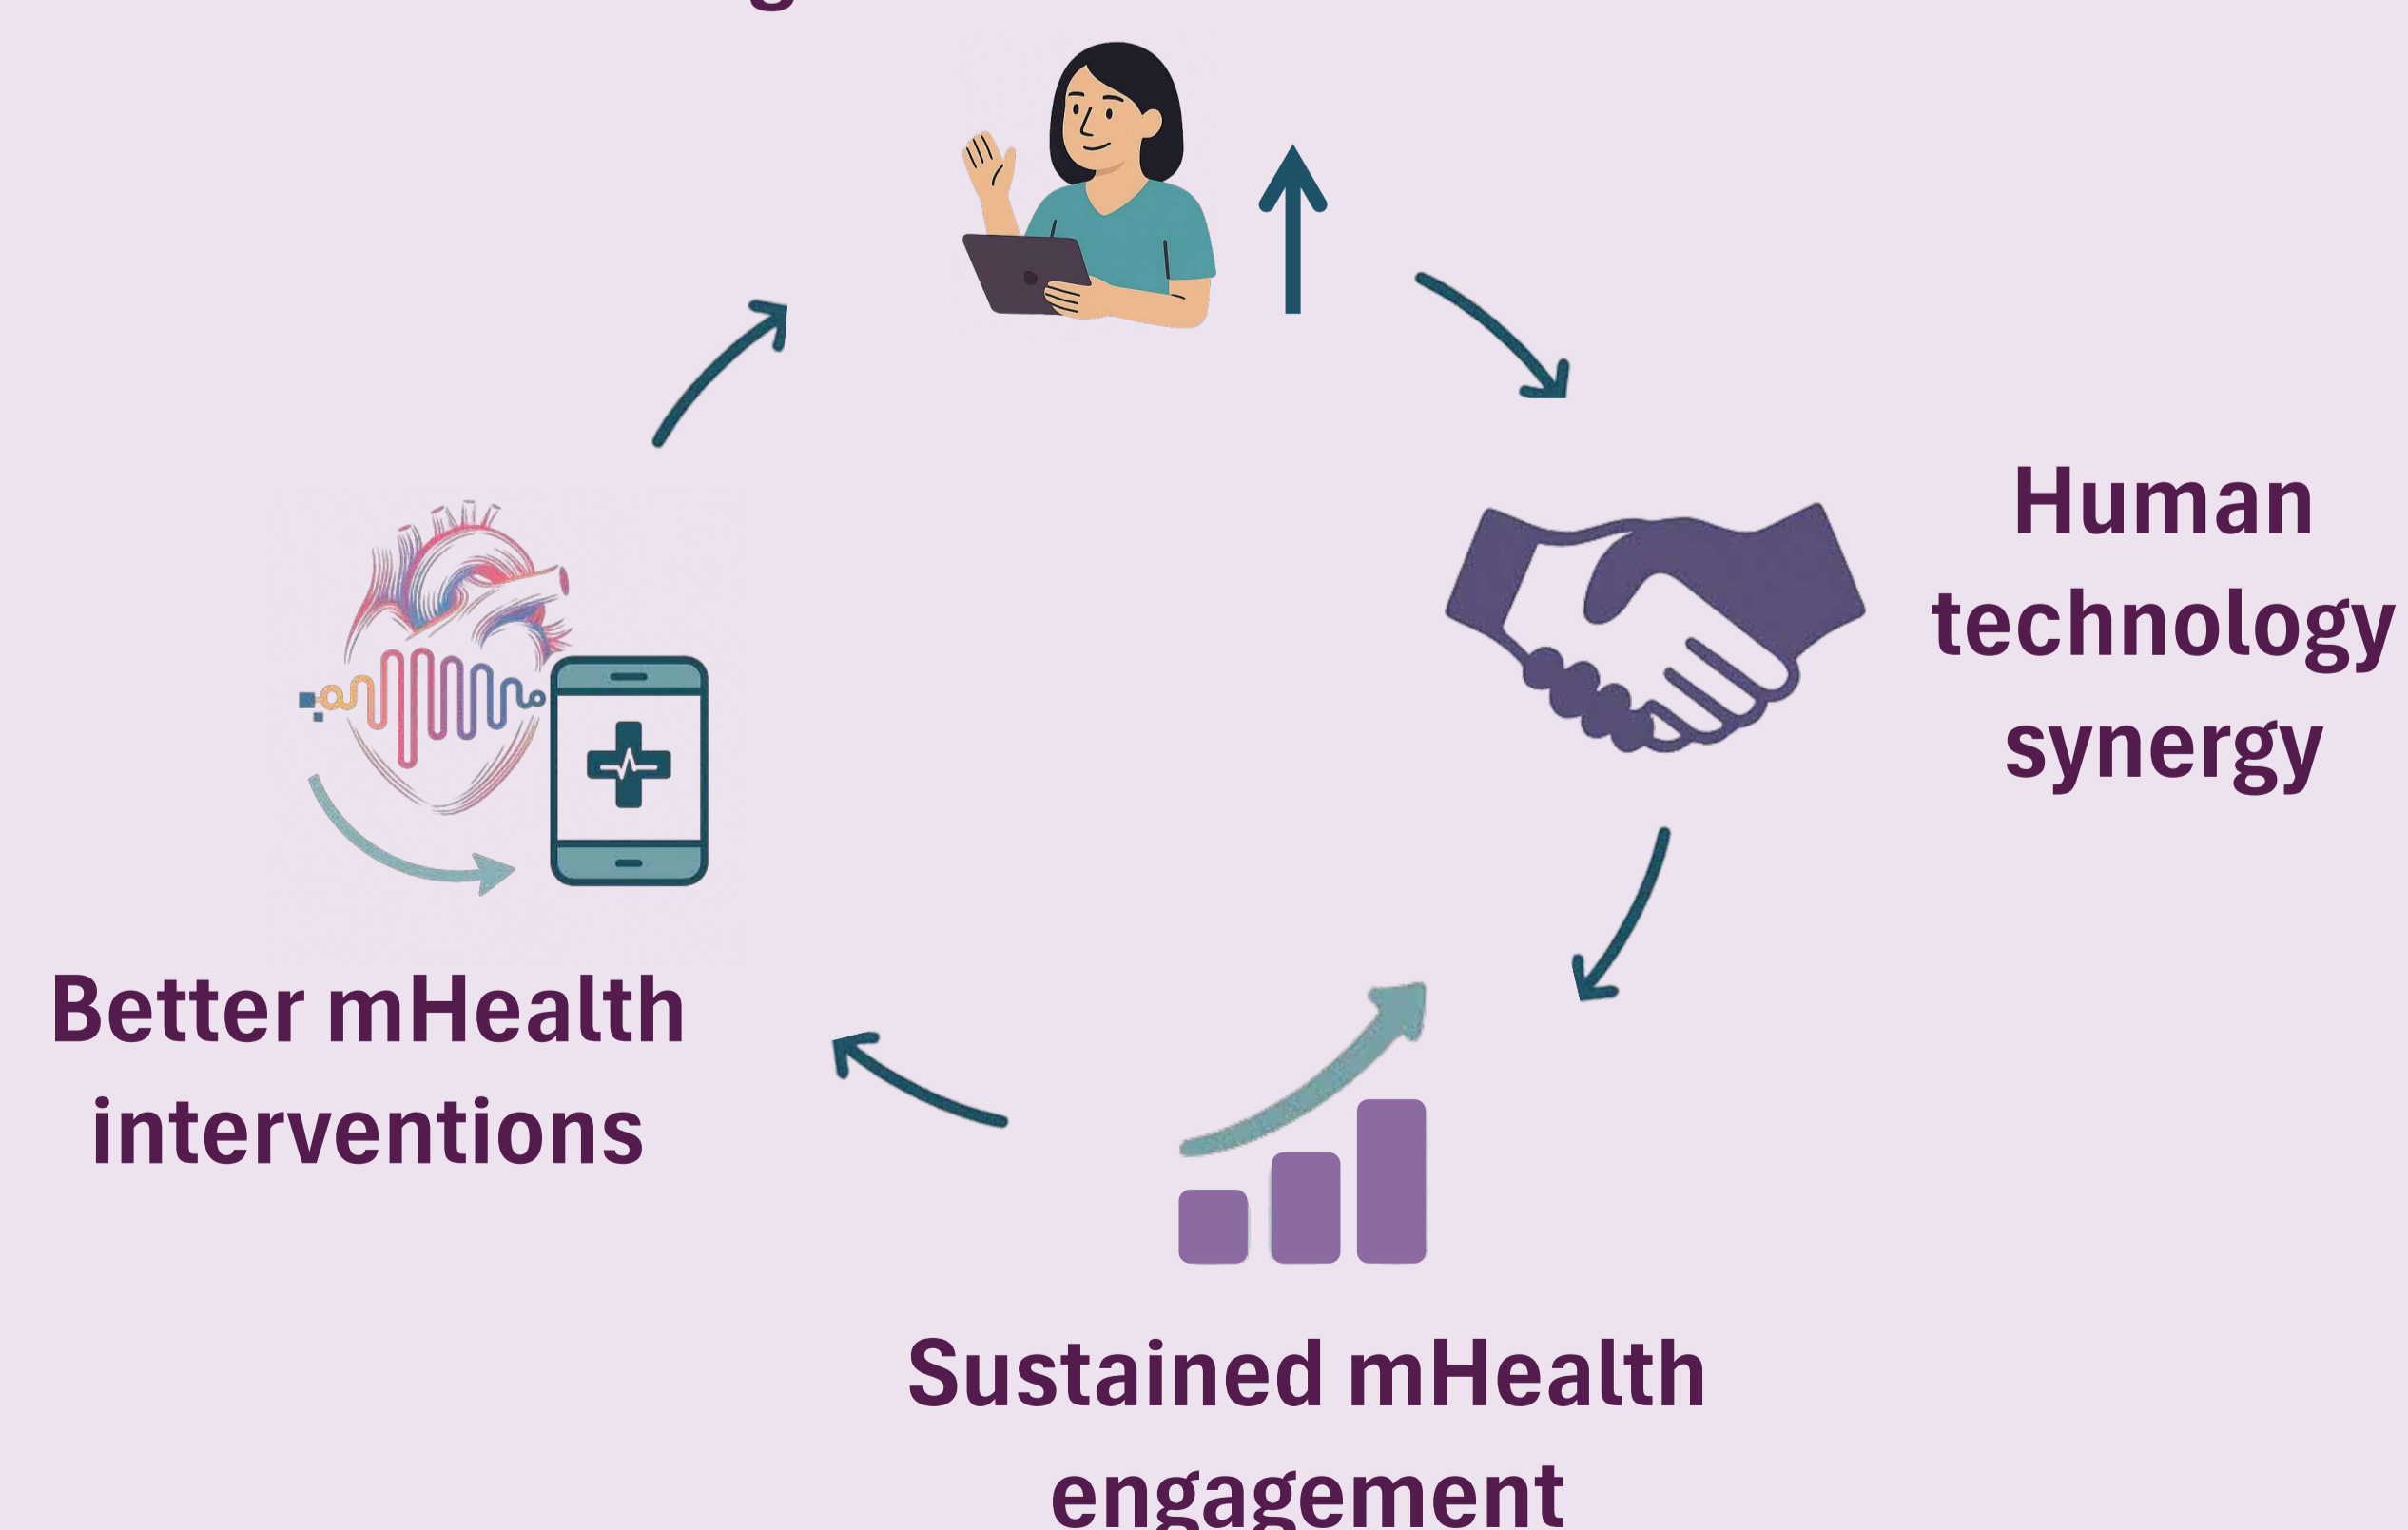 Human
technology
synergy
Better mHealth
interventions
Sustained mHealth
engagement